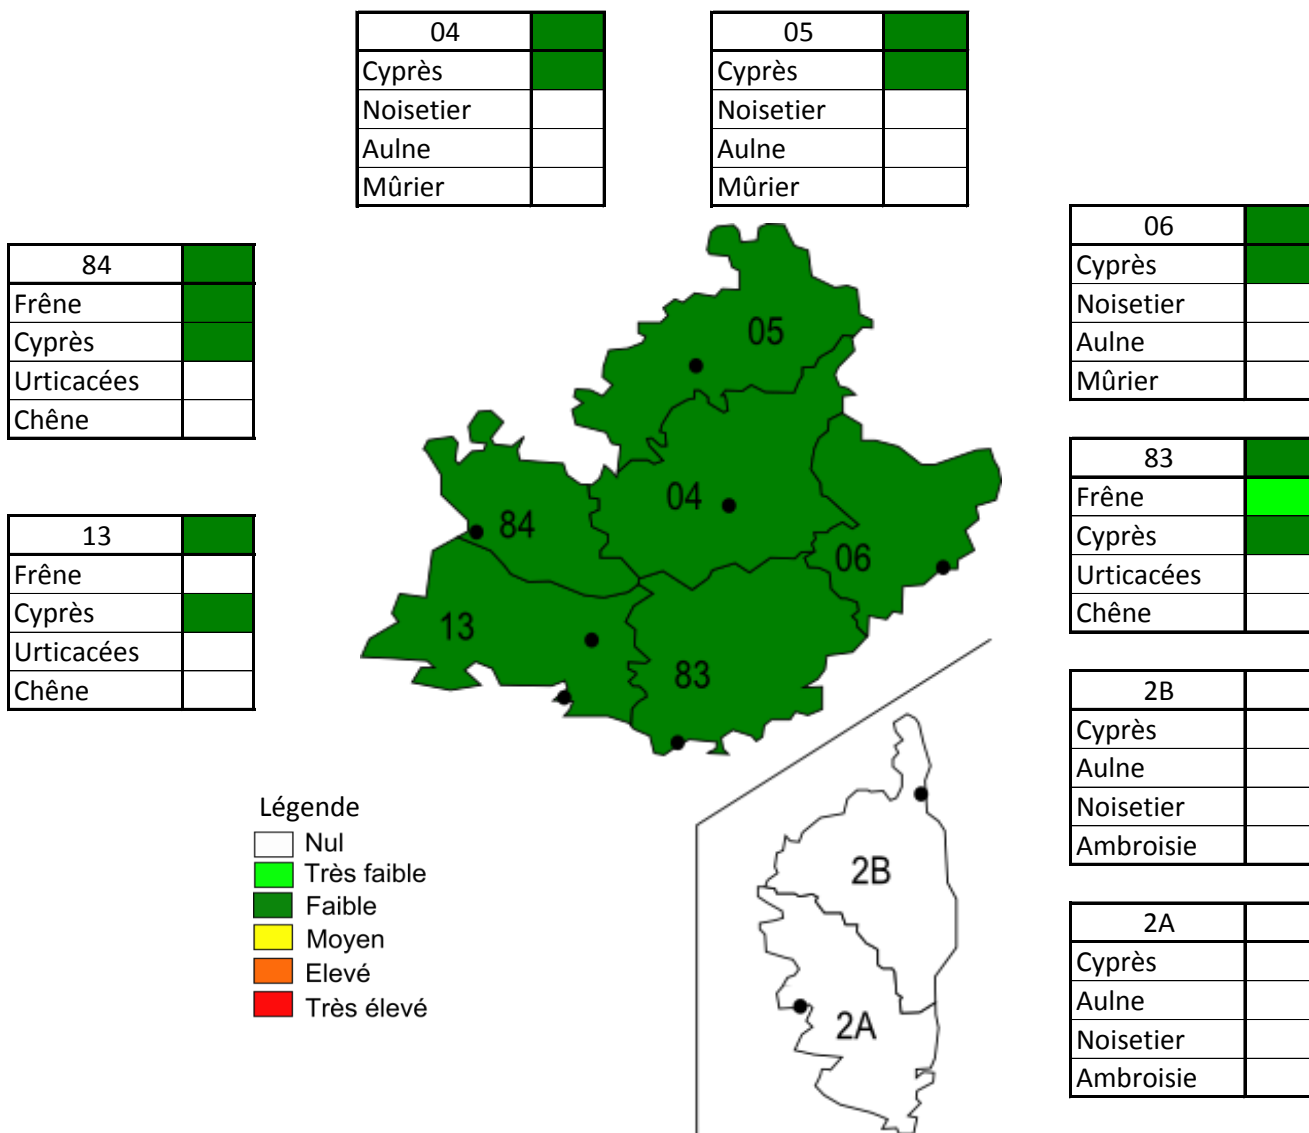 04
Cyprès
Noisetier
Aulne
Mûrier
05
Cyprès
Noisetier
Aulne
Mûrier
84
Frêne
Cyprès
Urticacées
Chêne
13
Frêne
Cyprès
Urticacées
Chêne
05
04
84
06
13
83
2B
2A
06
Cyprès
Noisetier
Aulne
Mûrier
83
Frêne
Cyprès
Urticacées
Chêne
2B
Cyprès
Aulne
Noisetier
Ambroisie
2A
Cyprès
Aulne
Noisetier
Ambroisie
Légende
Nul
Très faible
Faible
Moyen
Elevé
Très élevé